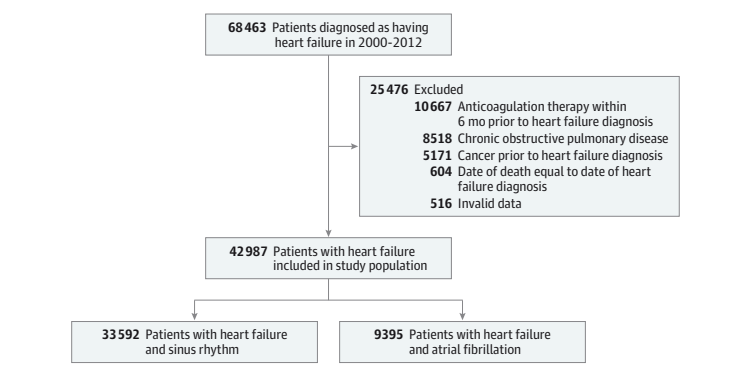 68463 Patients diagnosed as having
heart failure in 2000-2012
25476 Excluded
10667 Anticoagulation therapy within
6 mo prior to heart failure diagnosis
8518 Chronic obstructive pulmonary disease
5171 Cancer prior to heart failure diagnosis
604 Date of death equal to date of heart
failure diagnosis
516 Invalid data
42987 Patients with heart failure
included in study population
33592 Patients with heart failure
and sinus rhythm
9395 Patients with heart failure
and atrial fibrillation